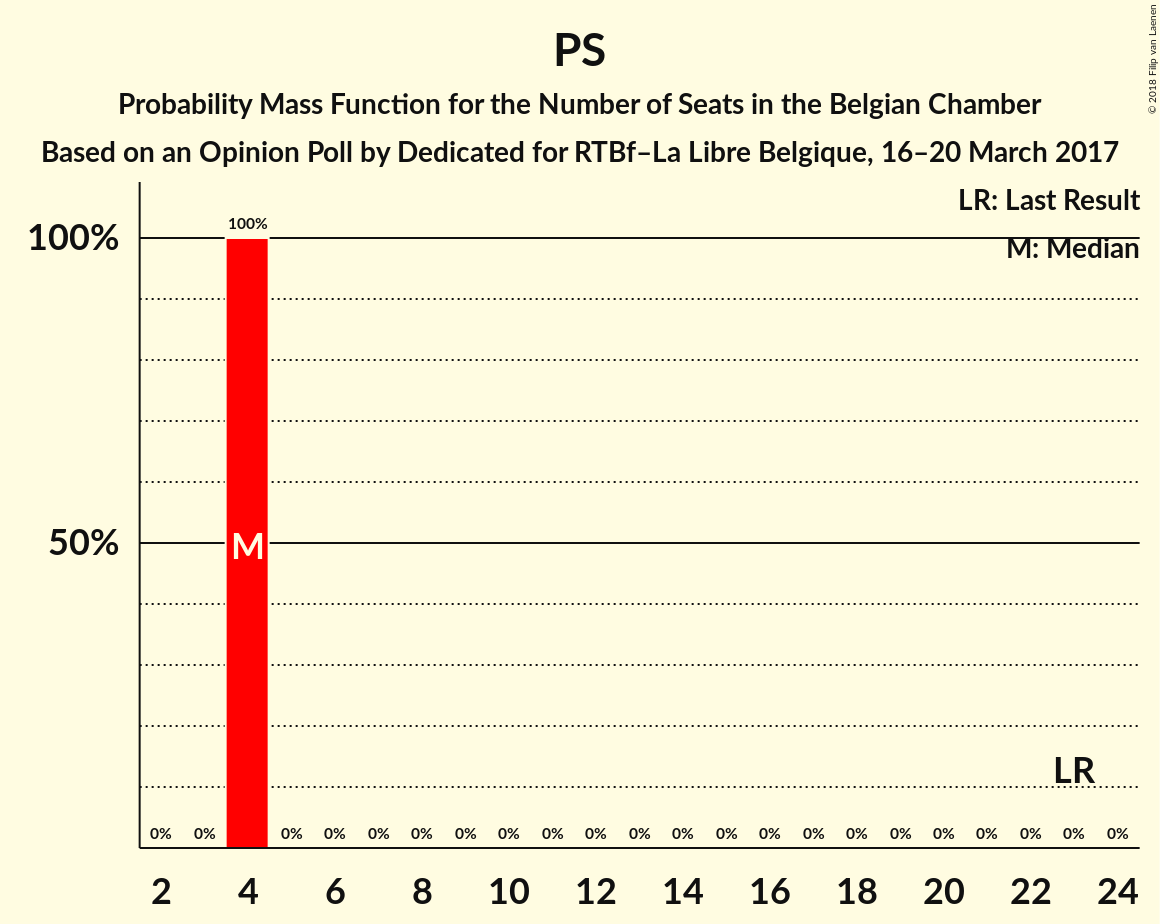 PS
Probability Mass Function for the Number of Seats in the Belgian Chamber
Based on an Opinion Poll by Dedicated for RTBf–La Libre Belgique, 16–20 March 2017
© 2018 Filip van Laenen
LR: Last Result
M: Median
100%
100%
50%
M
LR
0% 0% 0% 0% 0% 0% 0% 0% 0% 0% 0% 0% 0% 0% 0% 0% 0% 0% 0% 0% 0% 0%
2 4 6 8 10 12 14 16 18 20 22 24